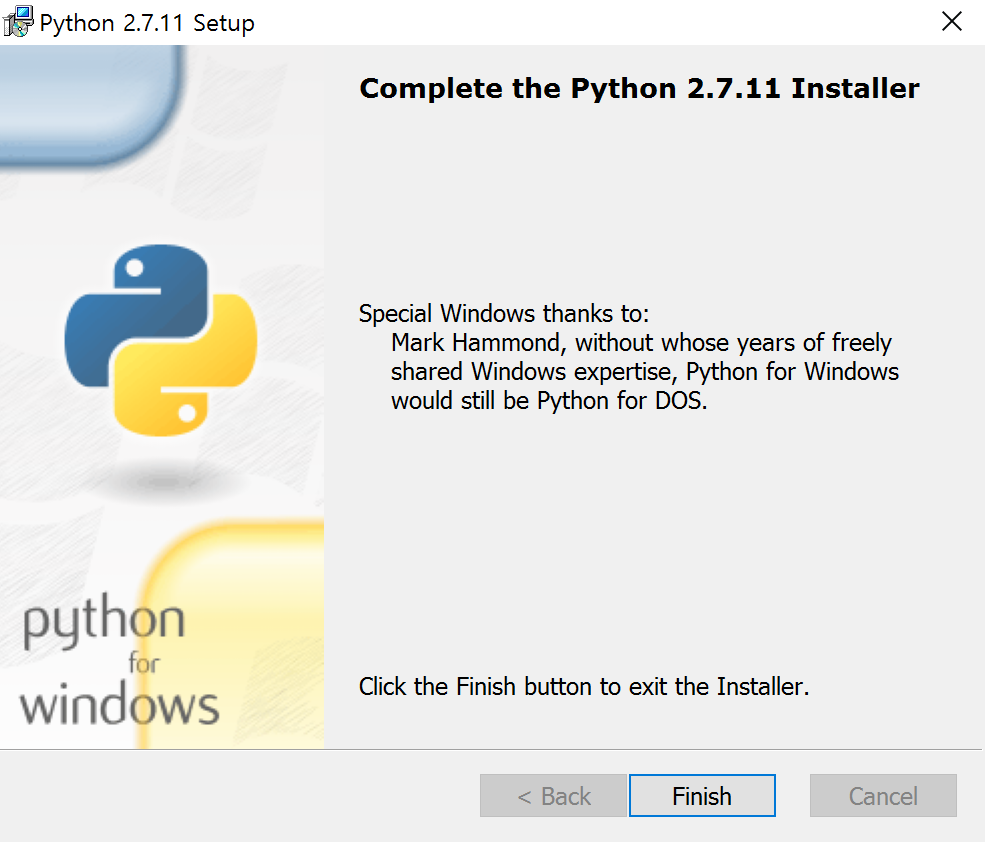 Python 2.7.11 Setup
Complete the Python 2.7.11 Installer
Special Windows thanks to:
Mark Hammond, without whose years of freely
shared Windows expertise, Python for Windows
would still be Python for DOS.
python
for
windows
Click the Finish button to exit the Installer.
< Back
Finish
Cancel